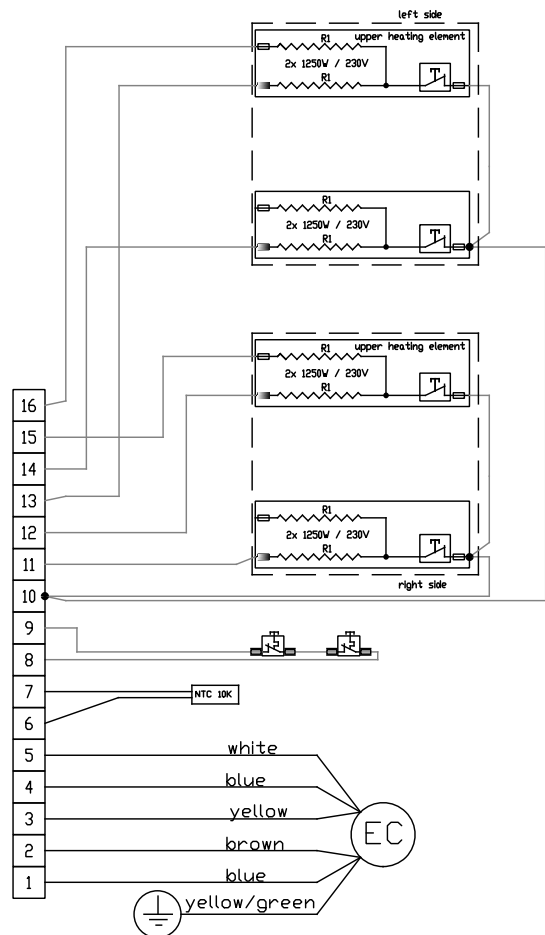 left side
upper heating element
R1
2x 1250W / 230V
R1
R1
2x 1250W / 230V
R1
upper heating element
R1
2x 1250W / 230V
R1
R1
2x 1250W / 230V
R1
right side
16
15
14
13
12
11
10
9
8
7
6
5
4
3
2
1
NTC 10K
white
blue
yellow
brown
blue
yellow/green
EC